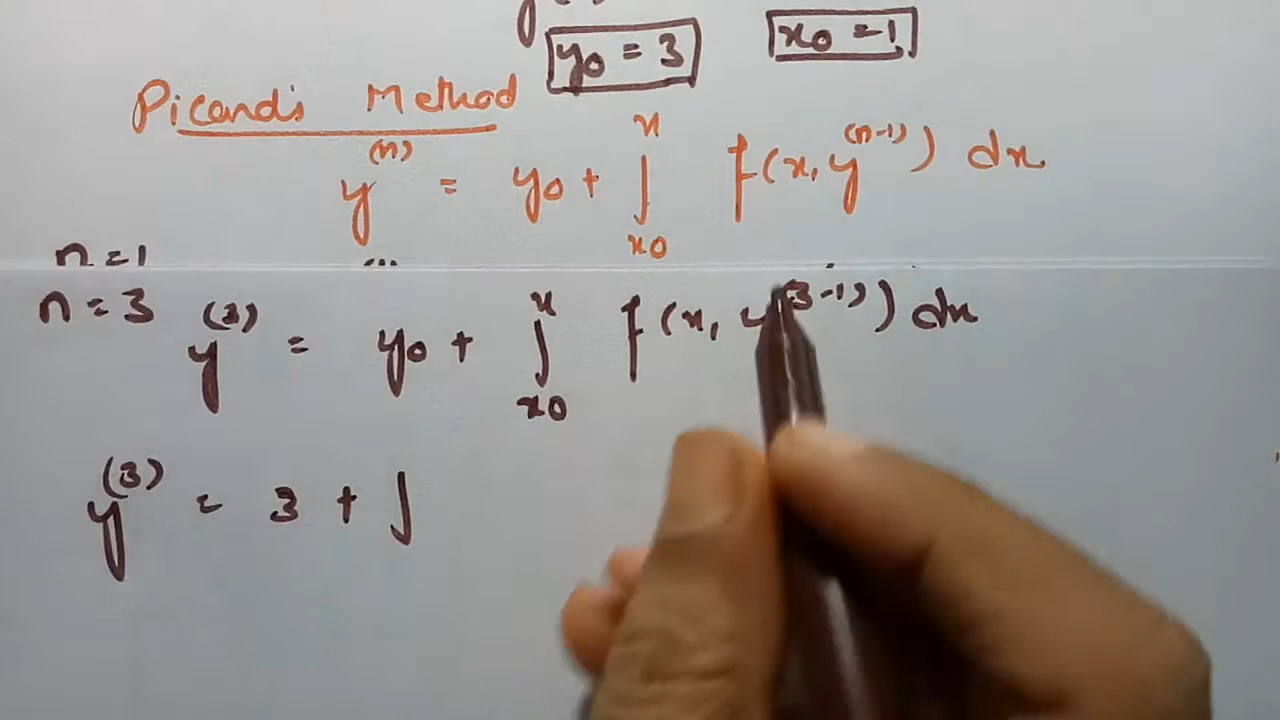 y₀ = 3 x₀ = 1
Picard's Method
y⁽ⁿ⁾ = y₀ + ∫ₓ₀ˣ f(x, y⁽ⁿ⁻¹⁾) dx
n = 1
n = 3 y⁽³⁾ = y₀ + ∫ₓ₀ˣ f(x, y⁽³⁻¹⁾) dx
y⁽³⁾ = 3 + ∫